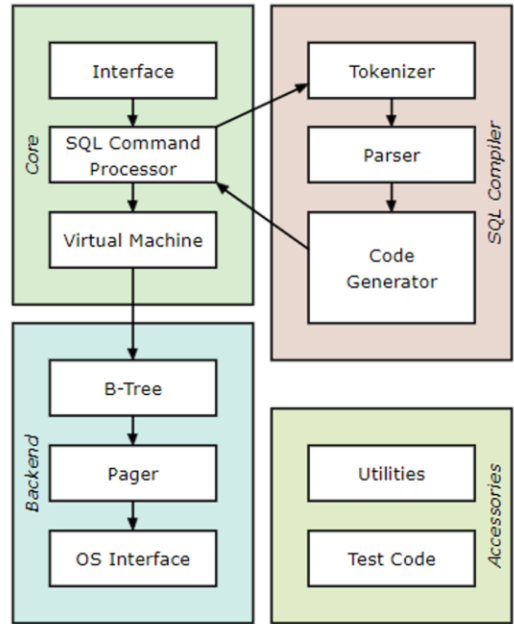 Core
Interface
SQL Command
Processor
Virtual Machine
SQL Compiler
Tokenizer
Parser
Code
Generator
Backend
B-Tree
Pager
OS Interface
Accessories
Utilities
Test Code